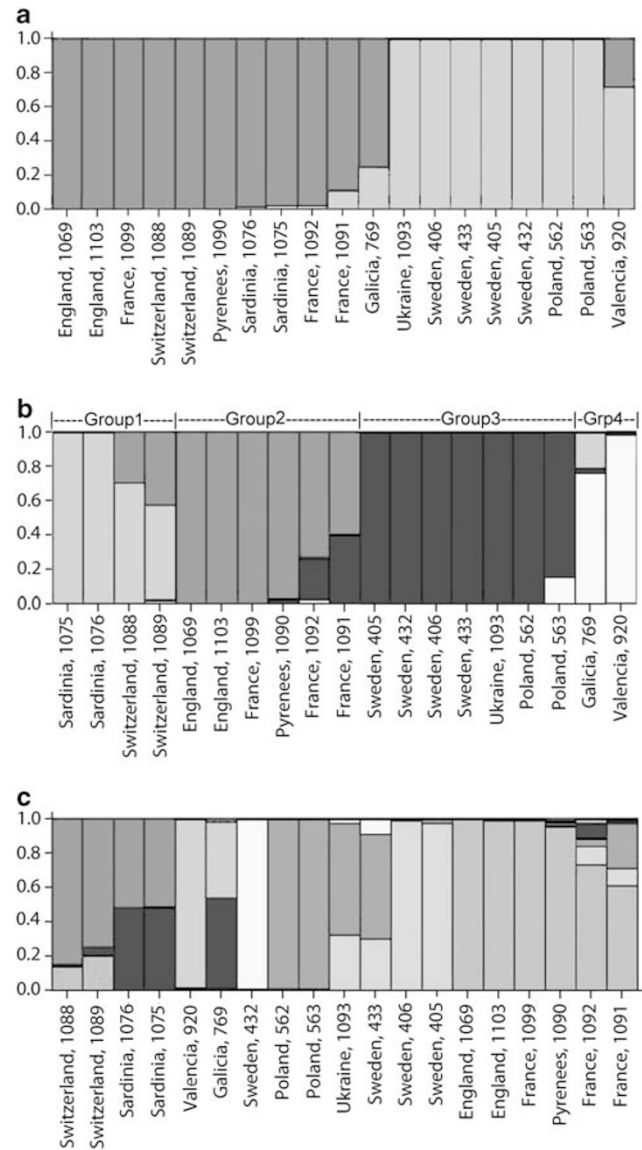 a
1.0
0.8
0.6
0.4
0.2
0.0
England, 1069
England, 1103
France, 1099
Switzerland, 1088
Switzerland, 1089
Pyrenees, 1090
Sardinia, 1076
Sardinia, 1075
France, 1092
France, 1091
Galicia, 769
Ukraine, 1093
Sweden, 406
Sweden, 433
Sweden, 405
Sweden, 432
Poland, 562
Poland, 563
Valencia, 920
b
|-----Group1-----|-----Group2-----|-----Group3-----|--Grp4--|
1.0
0.8
0.6
0.4
0.2
0.0
Sardinia, 1075
Sardinia, 1076
Switzerland, 1088
Switzerland, 1089
England, 1069
England, 1103
France, 1099
Pyrenees, 1090
France, 1092
France, 1091
Sweden, 405
Sweden, 432
Sweden, 406
Sweden, 433
Ukraine, 1093
Poland, 562
Poland, 563
Galicia, 769
Valencia, 920
c
1.0
0.8
0.6
0.4
0.2
0.0
Switzerland, 1088
Switzerland, 1089
Sardinia, 1076
Sardinia, 1075
Valencia, 920
Galicia, 769
Sweden, 432
Poland, 562
Poland, 563
Ukraine, 1093
Sweden, 433
Sweden, 406
Sweden, 405
England, 1069
England, 1103
France, 1099
Pyrenees, 1090
France, 1092
France, 1091